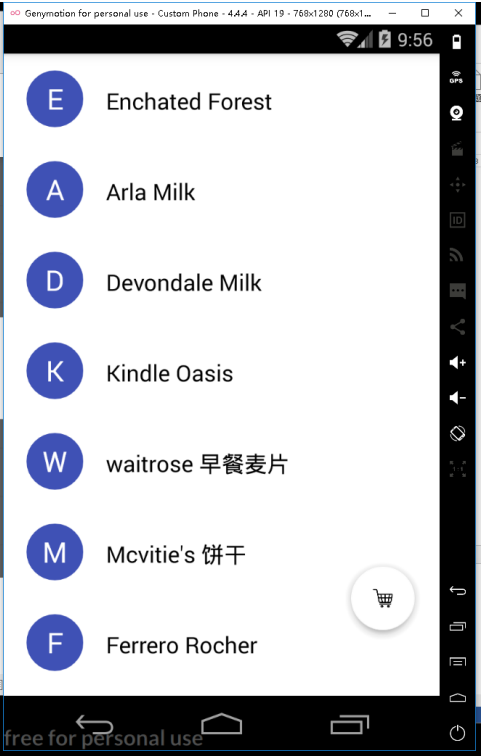 Genymotion for personal use - Custom Phone - 4.4.4 - API 19 - 768x1280 (768x1...
9:56
GPS
E Enchated Forest
A Arla Milk
D Devondale Milk
ID
K Kindle Oasis
W waitrose 早餐麦片
1:1
M Mcvitie's 饼干
F Ferrero Rocher
free for personal use